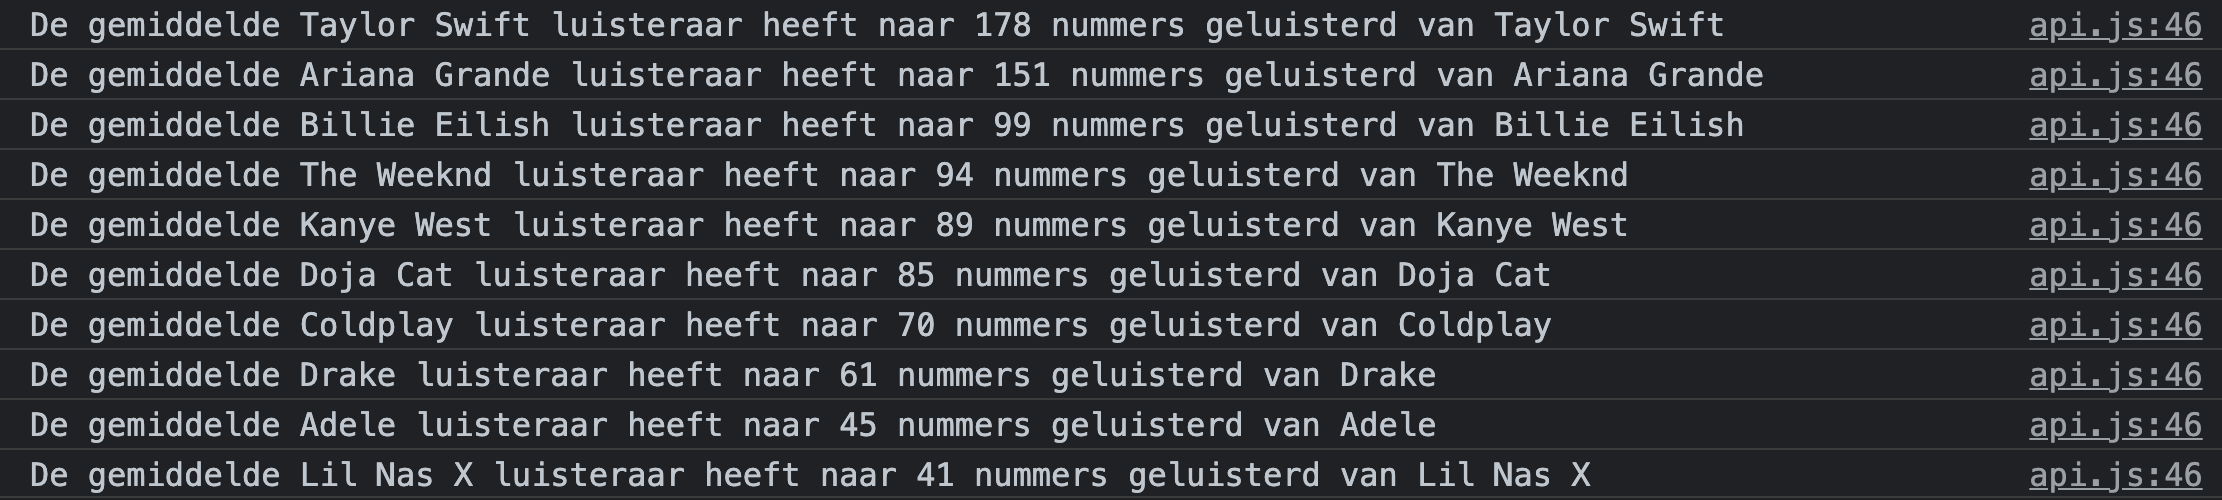 De gemiddelde Taylor Swift luisteraar heeft naar 178 nummers geluisterd van Taylor Swift api.js:46
De gemiddelde Ariana Grande luisteraar heeft naar 151 nummers geluisterd van Ariana Grande api.js:46
De gemiddelde Billie Eilish luisteraar heeft naar 99 nummers geluisterd van Billie Eilish api.js:46
De gemiddelde The Weeknd luisteraar heeft naar 94 nummers geluisterd van The Weeknd api.js:46
De gemiddelde Kanye West luisteraar heeft naar 89 nummers geluisterd van Kanye West api.js:46
De gemiddelde Doja Cat luisteraar heeft naar 85 nummers geluisterd van Doja Cat api.js:46
De gemiddelde Coldplay luisteraar heeft naar 70 nummers geluisterd van Coldplay api.js:46
De gemiddelde Drake luisteraar heeft naar 61 nummers geluisterd van Drake api.js:46
De gemiddelde Adele luisteraar heeft naar 45 nummers geluisterd van Adele api.js:46
De gemiddelde Lil Nas X luisteraar heeft naar 41 nummers geluisterd van Lil Nas X api.js:46